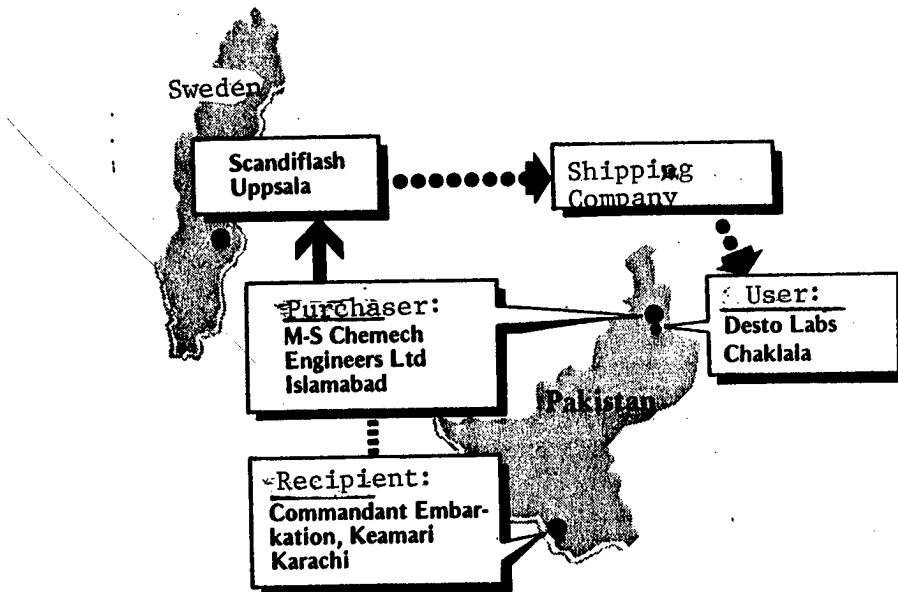 Sweden
Scandiflash
Uppsala
Shipping
Company
Purchaser:
M-S Chemech
Engineers Ltd
Islamabad
User:
Desto Labs
Chaklala
Pakistan
Recipient:
Commandant Embar-
kation, Keamari
Karachi